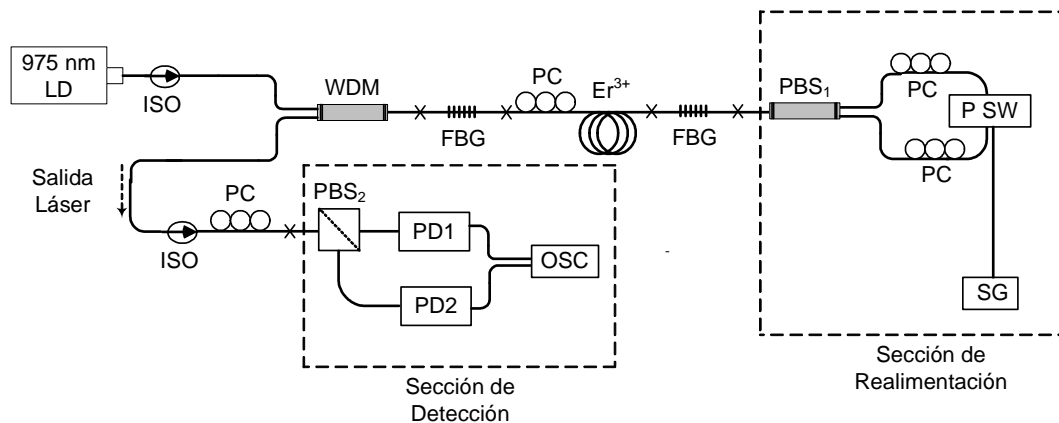 975 nm
LD
ISO
WDM
FBG
PC
Er3+
FBG
PBS1
PC
PC
P SW
SG
Sección de
Realimentación
Salida
Láser
ISO
PC
PBS2
PD1
PD2
OSC
Sección de
Detección